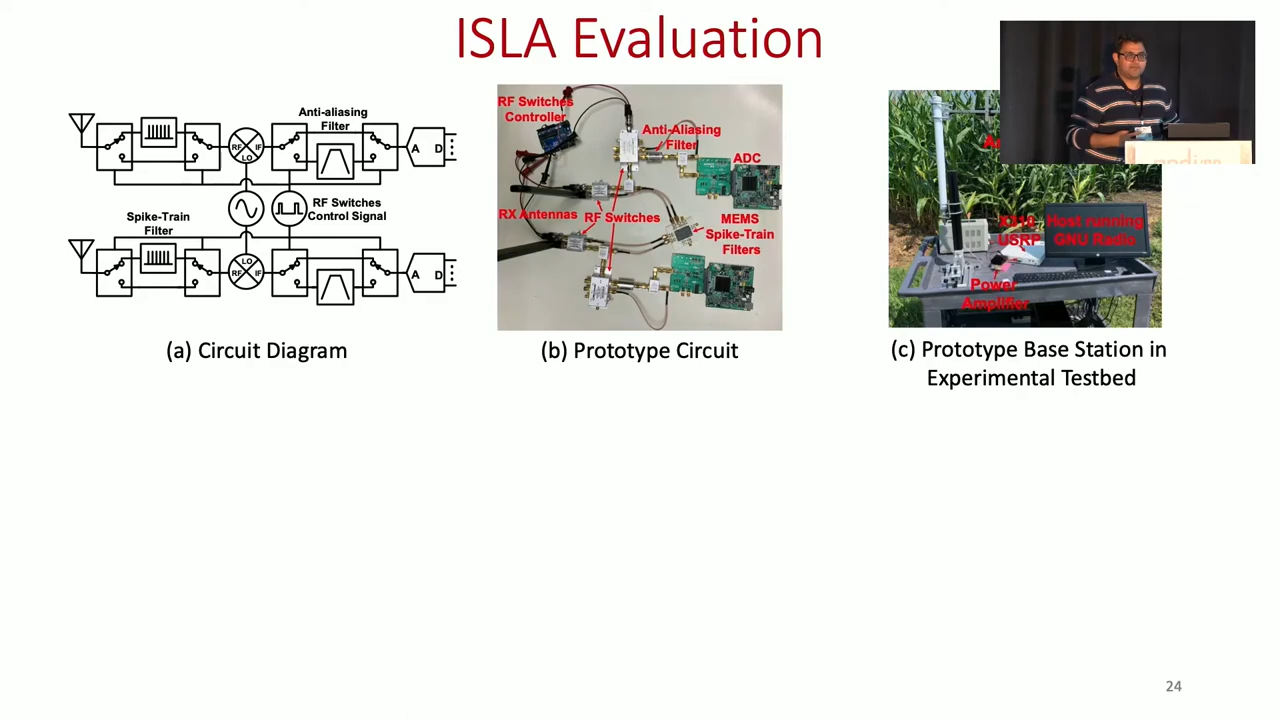 ISLA Evaluation
Anti-aliasing
Filter
RF
LO
IF
A
D
Spike-Train
Filter
RF Switches
Control Signal
LO
RF
IF
A
D
(a) Circuit Diagram
RF Switches
Controller
Anti-Aliasing
Filter
ADC
RX Antennas
RF Switches
MEMS
Spike-Train
Filters
(b) Prototype Circuit
X310
USRP
Host running
GNU Radio
Power
Amplifier
(c) Prototype Base Station in
Experimental Testbed
24